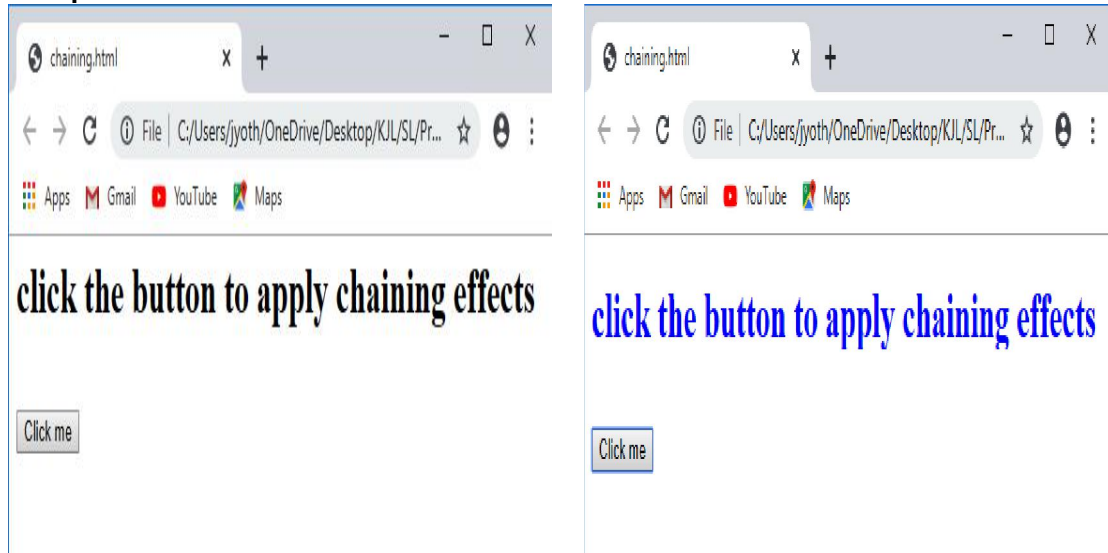 chaining.html
File C:/Users/jyoth/OneDrive/Desktop/KJL/SL/Pr...
Apps Gmail YouTube Maps
click the button to apply chaining effects
Click me
chaining.html
File C:/Users/jyoth/OneDrive/Desktop/KJL/SL/Pr...
Apps Gmail YouTube Maps
click the button to apply chaining effects
Click me